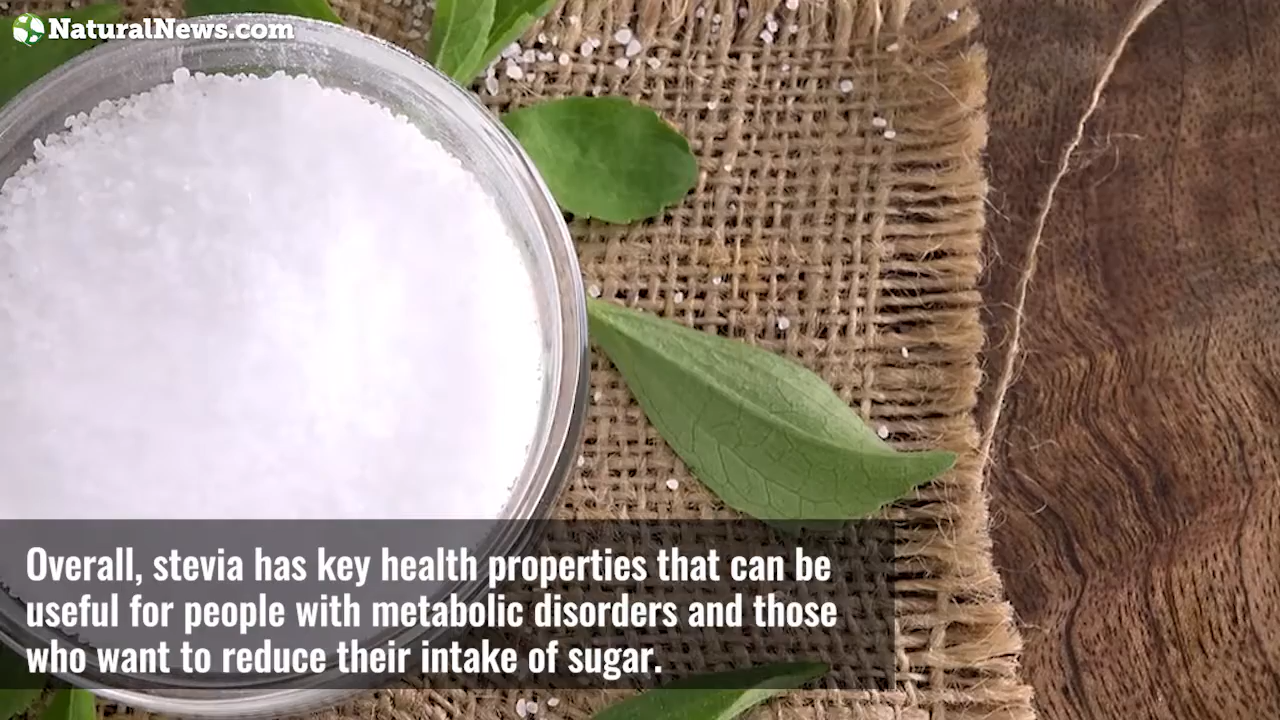 NaturalNews.com
Overall, stevia has key health properties that can be
useful for people with metabolic disorders and those
who want to reduce their intake of sugar.